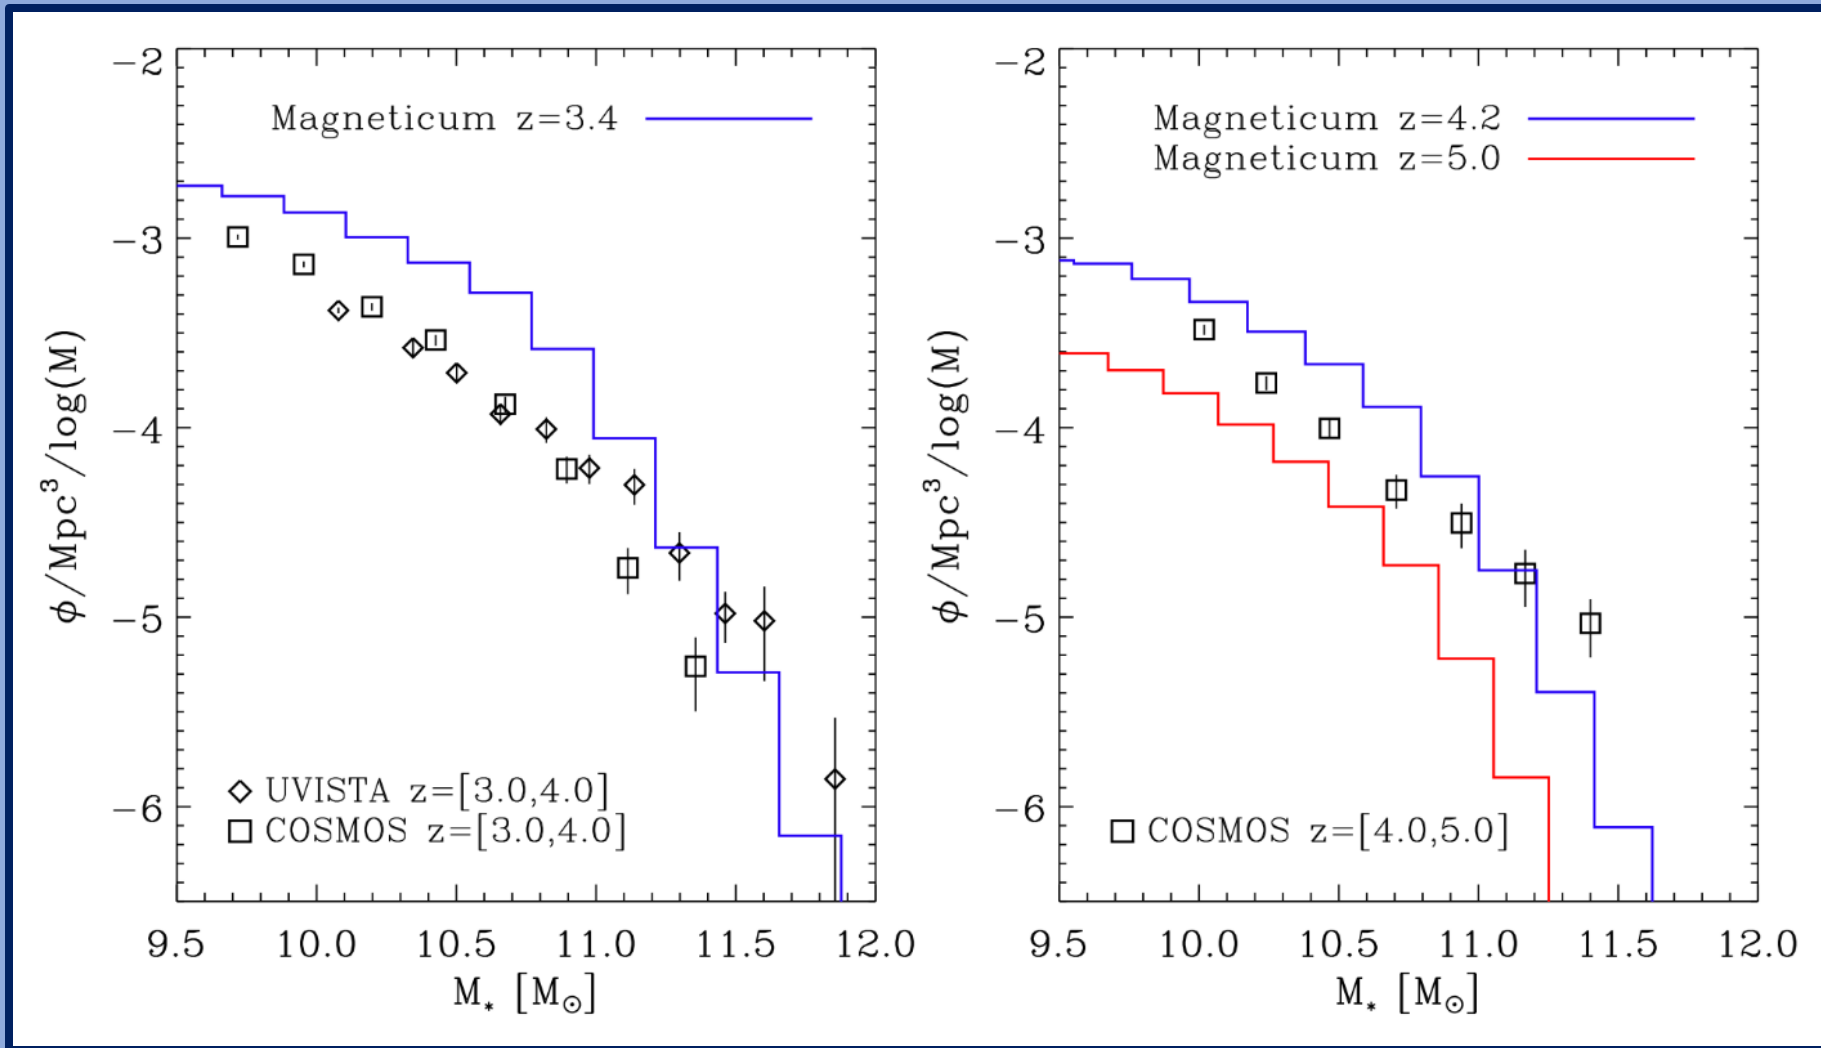 Magneticum z=3.4
−2
−3
−4
−5
−6
ϕ/Mpc³/log(M)
UVISTA z=[3.0,4.0]
COSMOS z=[3.0,4.0]
9.5 10.0 10.5 11.0 11.5 12.0
M* [M⊙]
Magneticum z=4.2
Magneticum z=5.0
−2
−3
−4
−5
−6
ϕ/Mpc³/log(M)
COSMOS z=[4.0,5.0]
9.5 10.0 10.5 11.0 11.5 12.0
M* [M⊙]